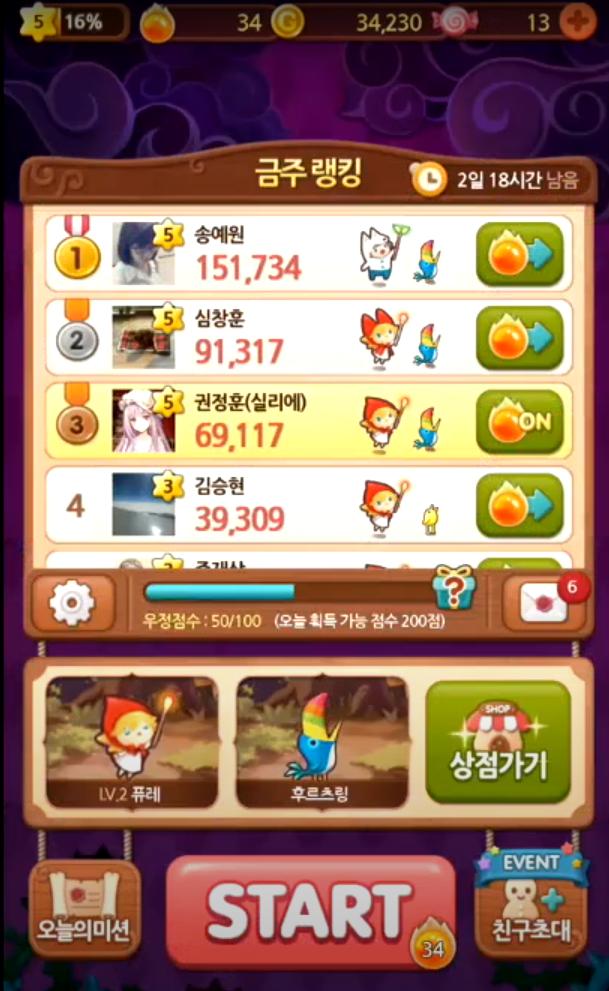 5 16% 34 G 34,230 13
금주 랭킹
2일 18시간 남음
1 5 송예원
151,734
2 5 심창훈
91,317
3 5 권정훈(실리에)
69,117
ON
4 3 김승현
39,309
?
6
우정점수 : 50/100 (오늘 획득 가능 점수 200점)
SHOP
상점가기
LV.2 퓨레
후르츠링
EVENT
오늘의미션
START
34
친구초대